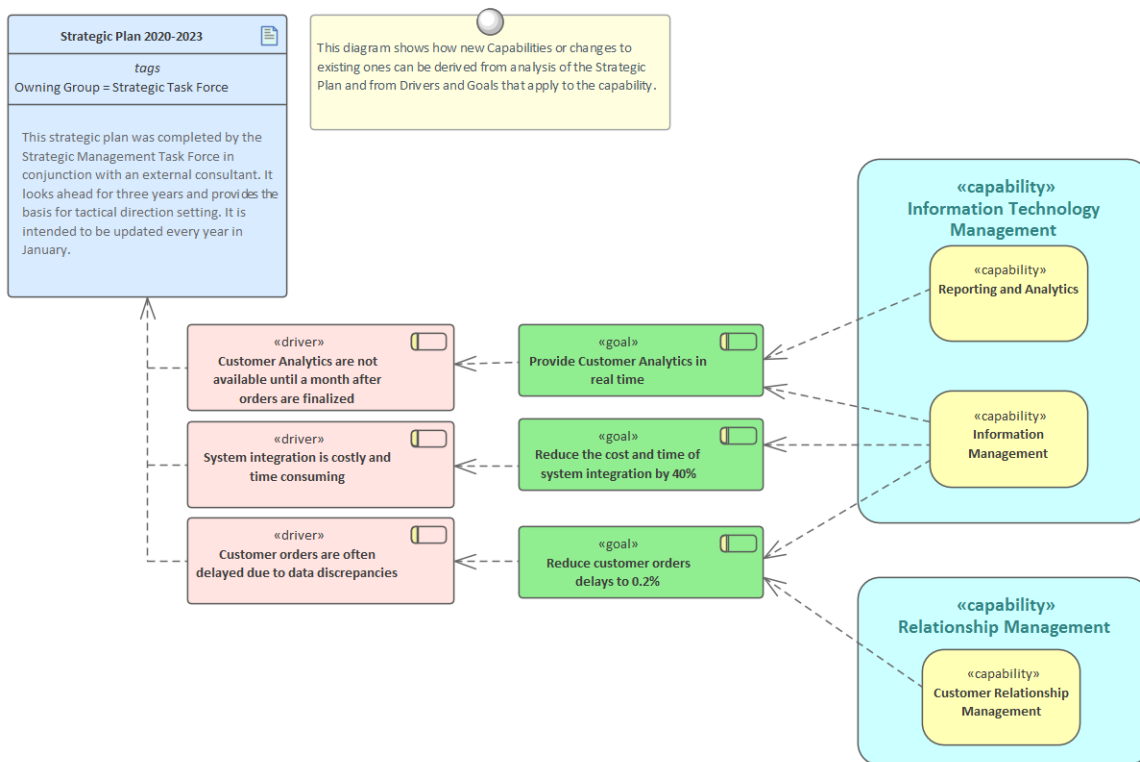 Strategic Plan 2020-2023
tags
Owning Group = Strategic Task Force
This strategic plan was completed by the
Strategic Management Task Force in
conjunction with an external consultant. It
looks ahead for three years and provides the
basis for tactical direction setting. It is
intended to be updated every year in
January.
This diagram shows how new Capabilities or changes to
existing ones can be derived from analysis of the Strategic
Plan and from Drivers and Goals that apply to the capability.
«driver»
Customer Analytics are not
available until a month after
orders are finalized
«driver»
System integration is costly and
time consuming
«driver»
Customer orders are often
delayed due to data discrepancies
«goal»
Provide Customer Analytics in
real time
«goal»
Reduce the cost and time of
system integration by 40%
«goal»
Reduce customer orders
delays to 0.2%
«capability»
Information Technology
Management
«capability»
Reporting and Analytics
«capability»
Information
Management
«capability»
Relationship Management
«capability»
Customer Relationship
Management